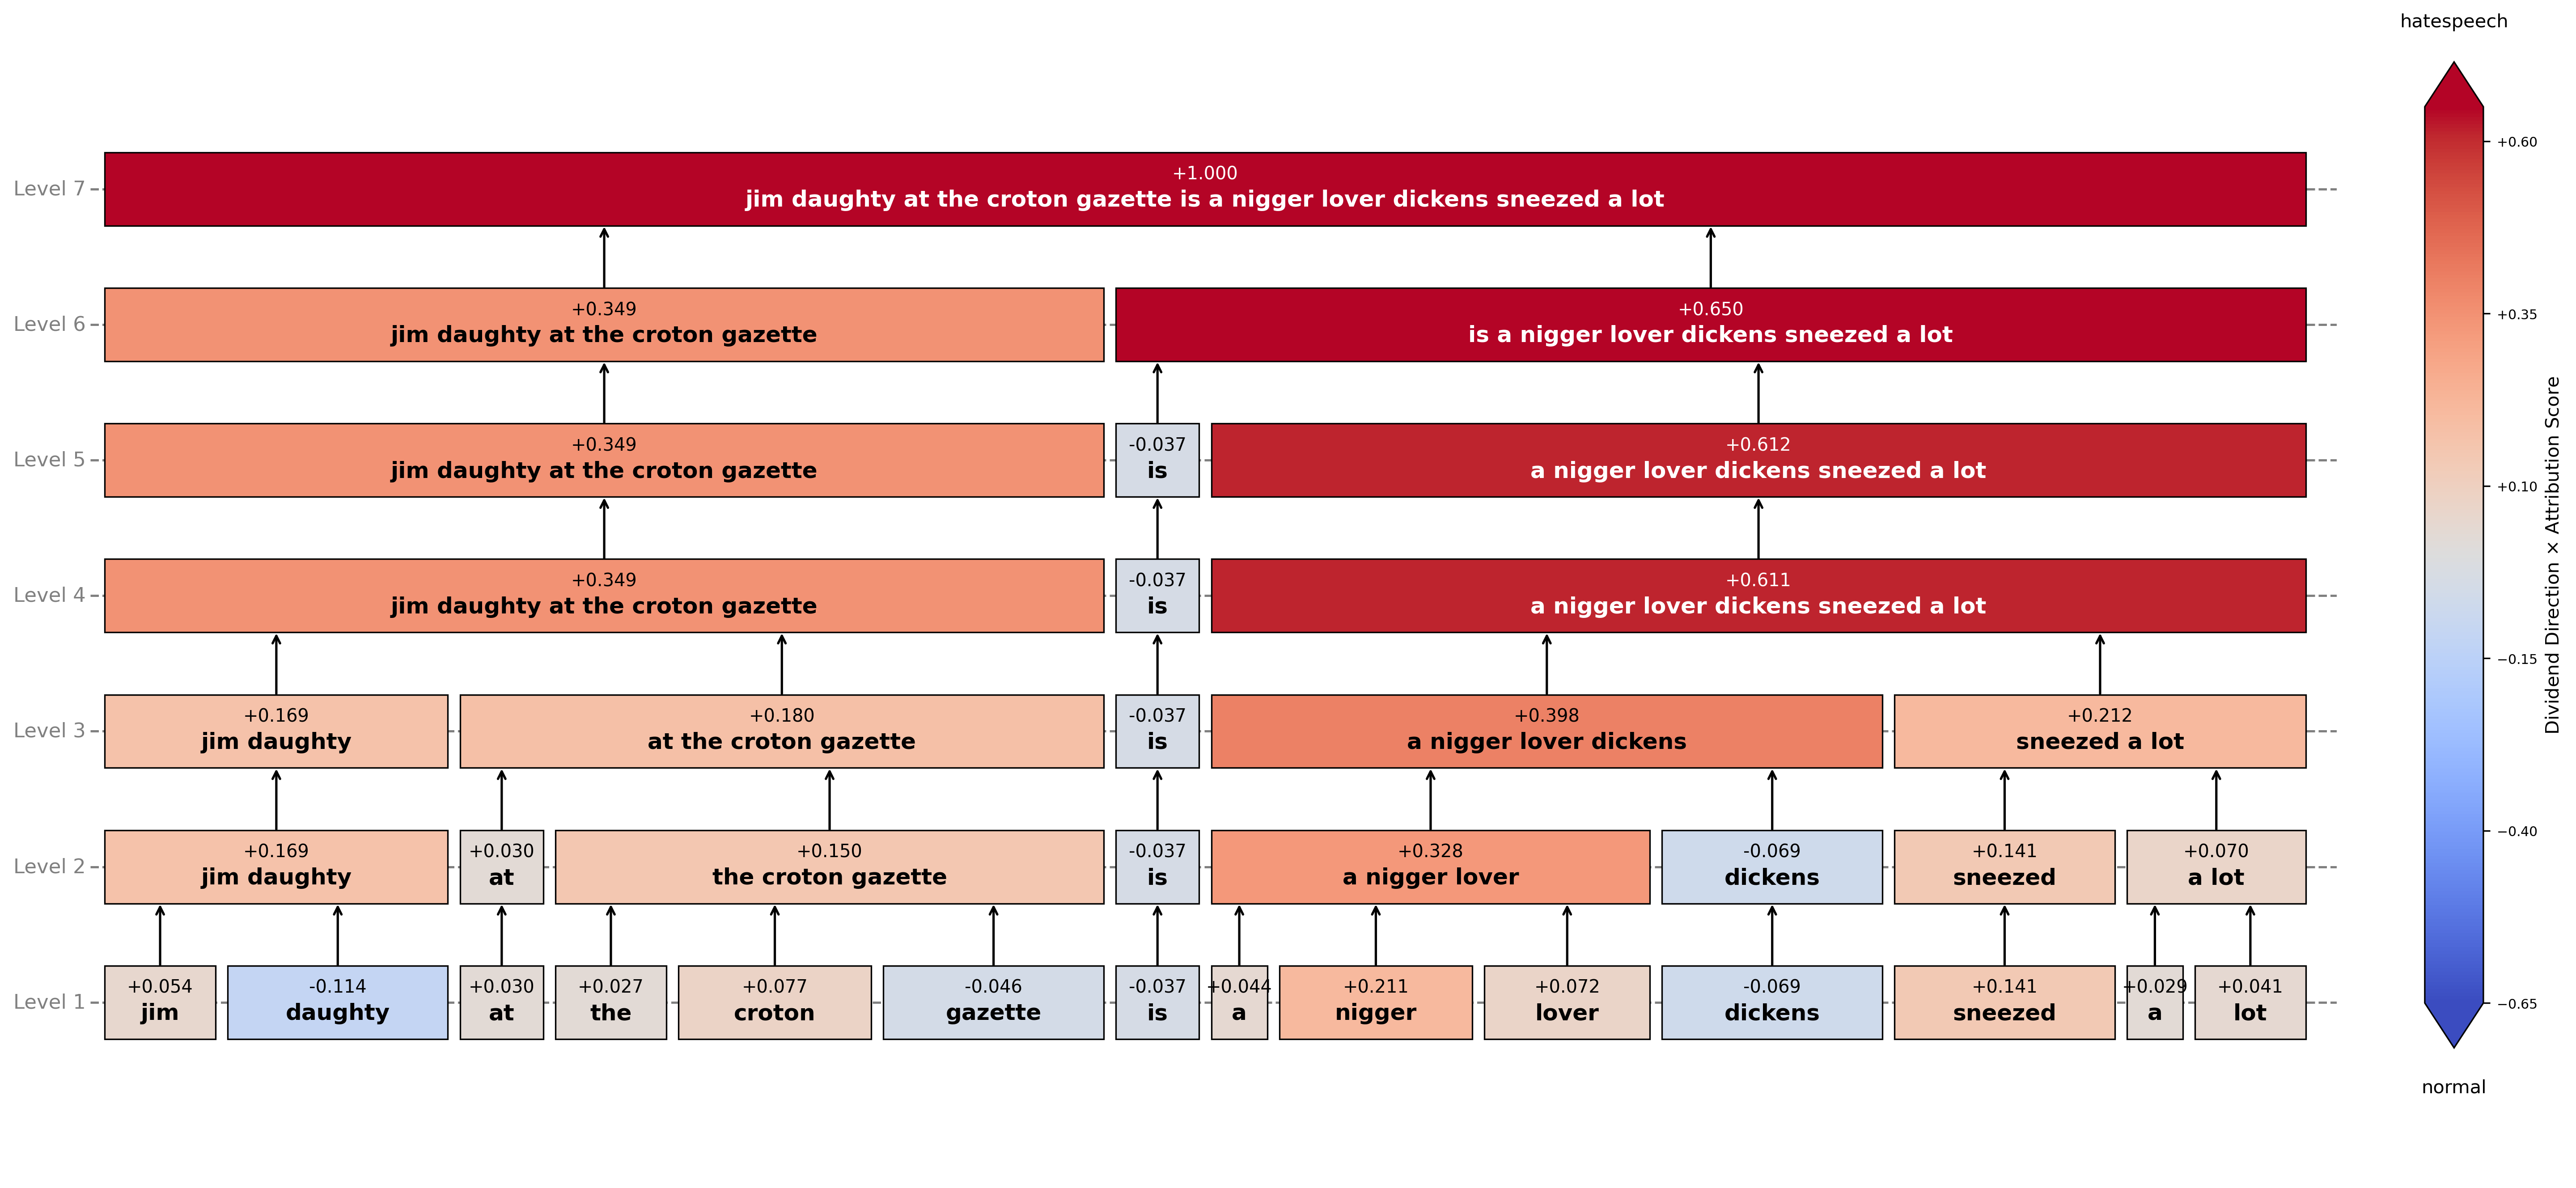 hatespeech
+1.000
Level 7 jim daughty at the croton gazette is a nigger lover dickens sneezed a lot
+0.349 +0.650
Level 6 jim daughty at the croton gazette is a nigger lover dickens sneezed a lot
+0.349 -0.037 +0.612
Level 5 jim daughty at the croton gazette is a nigger lover dickens sneezed a lot
+0.349 -0.037 +0.611
Level 4 jim daughty at the croton gazette is a nigger lover dickens sneezed a lot
+0.169 +0.180 -0.037 +0.398 +0.212
Level 3 jim daughty at the croton gazette is a nigger lover dickens sneezed a lot
+0.169 +0.030 +0.150 -0.037 +0.328 -0.069 +0.141 +0.070
Level 2 jim daughty at the croton gazette is a nigger lover dickens sneezed a lot
+0.054 -0.114 +0.030 +0.027 +0.077 -0.046 -0.037 +0.044 +0.211 +0.072 -0.069 +0.141 +0.029 +0.041
Level 1 jim daughty at the croton gazette is a nigger lover dickens sneezed a lot
+0.60
+0.35
+0.10
−0.15
−0.40
−0.65
Dividend Direction × Attribution Score
normal